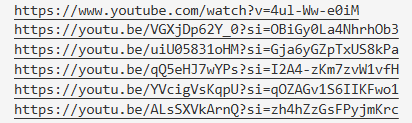 https://www.youtube.com/watch?v=4ul-Ww-e0iM
https://youtu.be/VGXjDp62Y_0?si=OBiGy0La4NhrhOb3
https://youtu.be/uiU05831oHM?si=Gja6yGZpTxUS8kPa
https://youtu.be/qQ5eHJ7wYPs?si=I2A4-zKm7zvW1vfH
https://youtu.be/YVcigVsKqpU?si=qOZAGv1S6IIKFwo1
https://youtu.be/ALsSXVkArnQ?si=zh4hZzGsFPyjmKrc